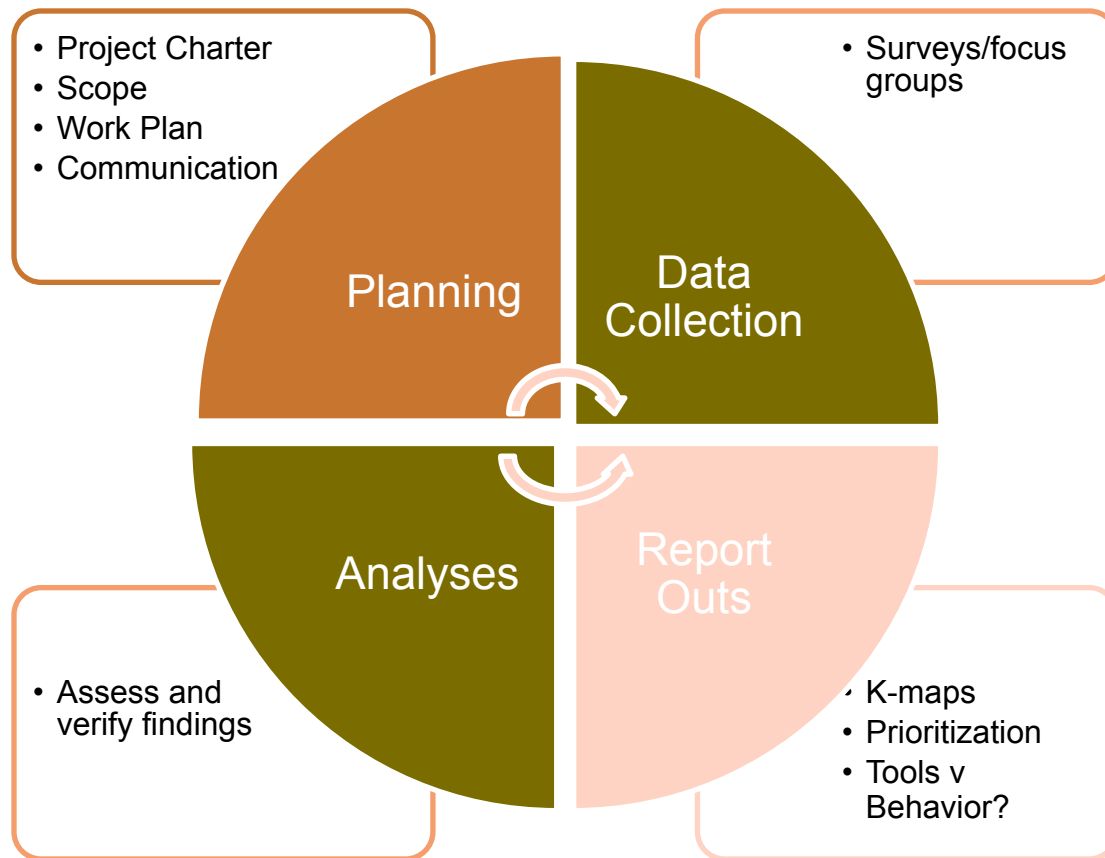 • Project Charter
• Scope
• Work Plan
• Communication
• Surveys/focus
groups
Planning
Data
Collection
Analyses
Report
Outs
• Assess and
verify findings
• K-maps
• Prioritization
• Tools v
Behavior?